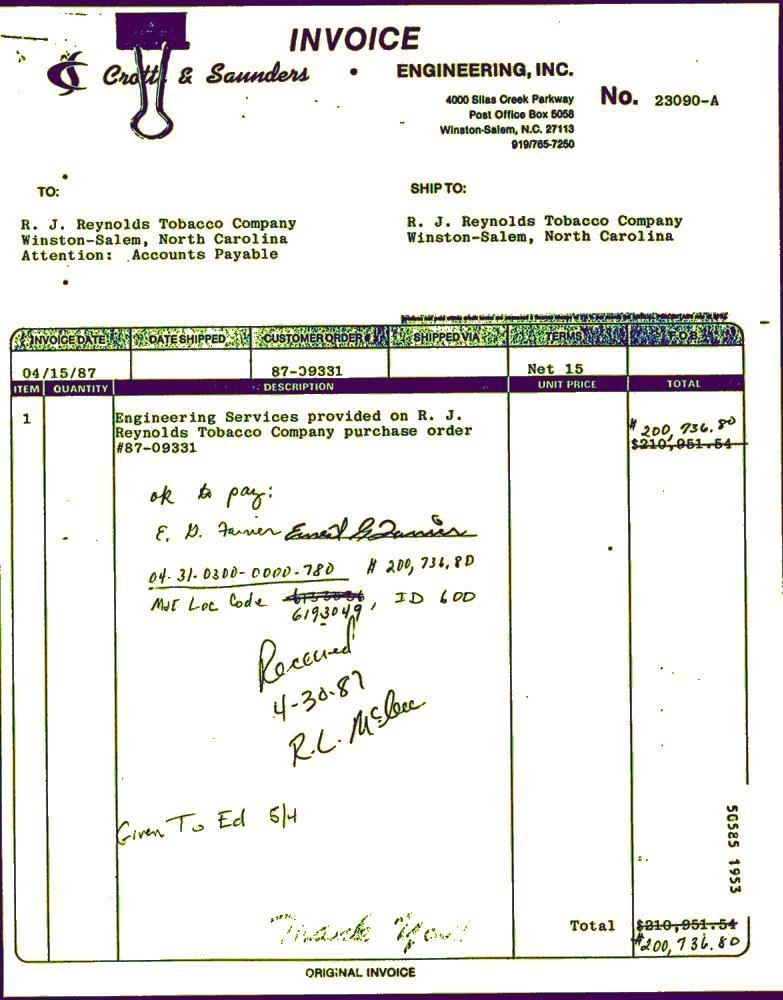 INVOICE
& Saunders • ENGINEERING, INC.
4000 Silas Creek Parkway
Post Office Box 5058
Winston-Salem, N.C. 27113
919/765-7250
No. 23090-A
TO:
R. J. Reynolds Tobacco Company
Winston-Salem, North Carolina
Attention: Accounts Payable
SHIP TO:
R. J. Reynolds Tobacco Company
Winston-Salem, North Carolina
INVOICE DATE DATE SHIPPED CUSTOMER ORDER # SHIPPED VIA TERMS F.O.B.
04/15/87 87-09331 Net 15
ITEM QUANTITY DESCRIPTION UNIT PRICE TOTAL
1 Engineering Services provided on R. J.
Reynolds Tobacco Company purchase order
#87-09331
$200,736.80
$210,951.54
ok to pay:
E. G.
04-31-0300-0000-780 $200,736.80
Loc Code , ID 600
6193049
Received
4-30-87
R.L.
Given To Ed 5/4
50585 1953
Thank You
Total $210,951.54
$200,736.80
ORIGINAL INVOICE